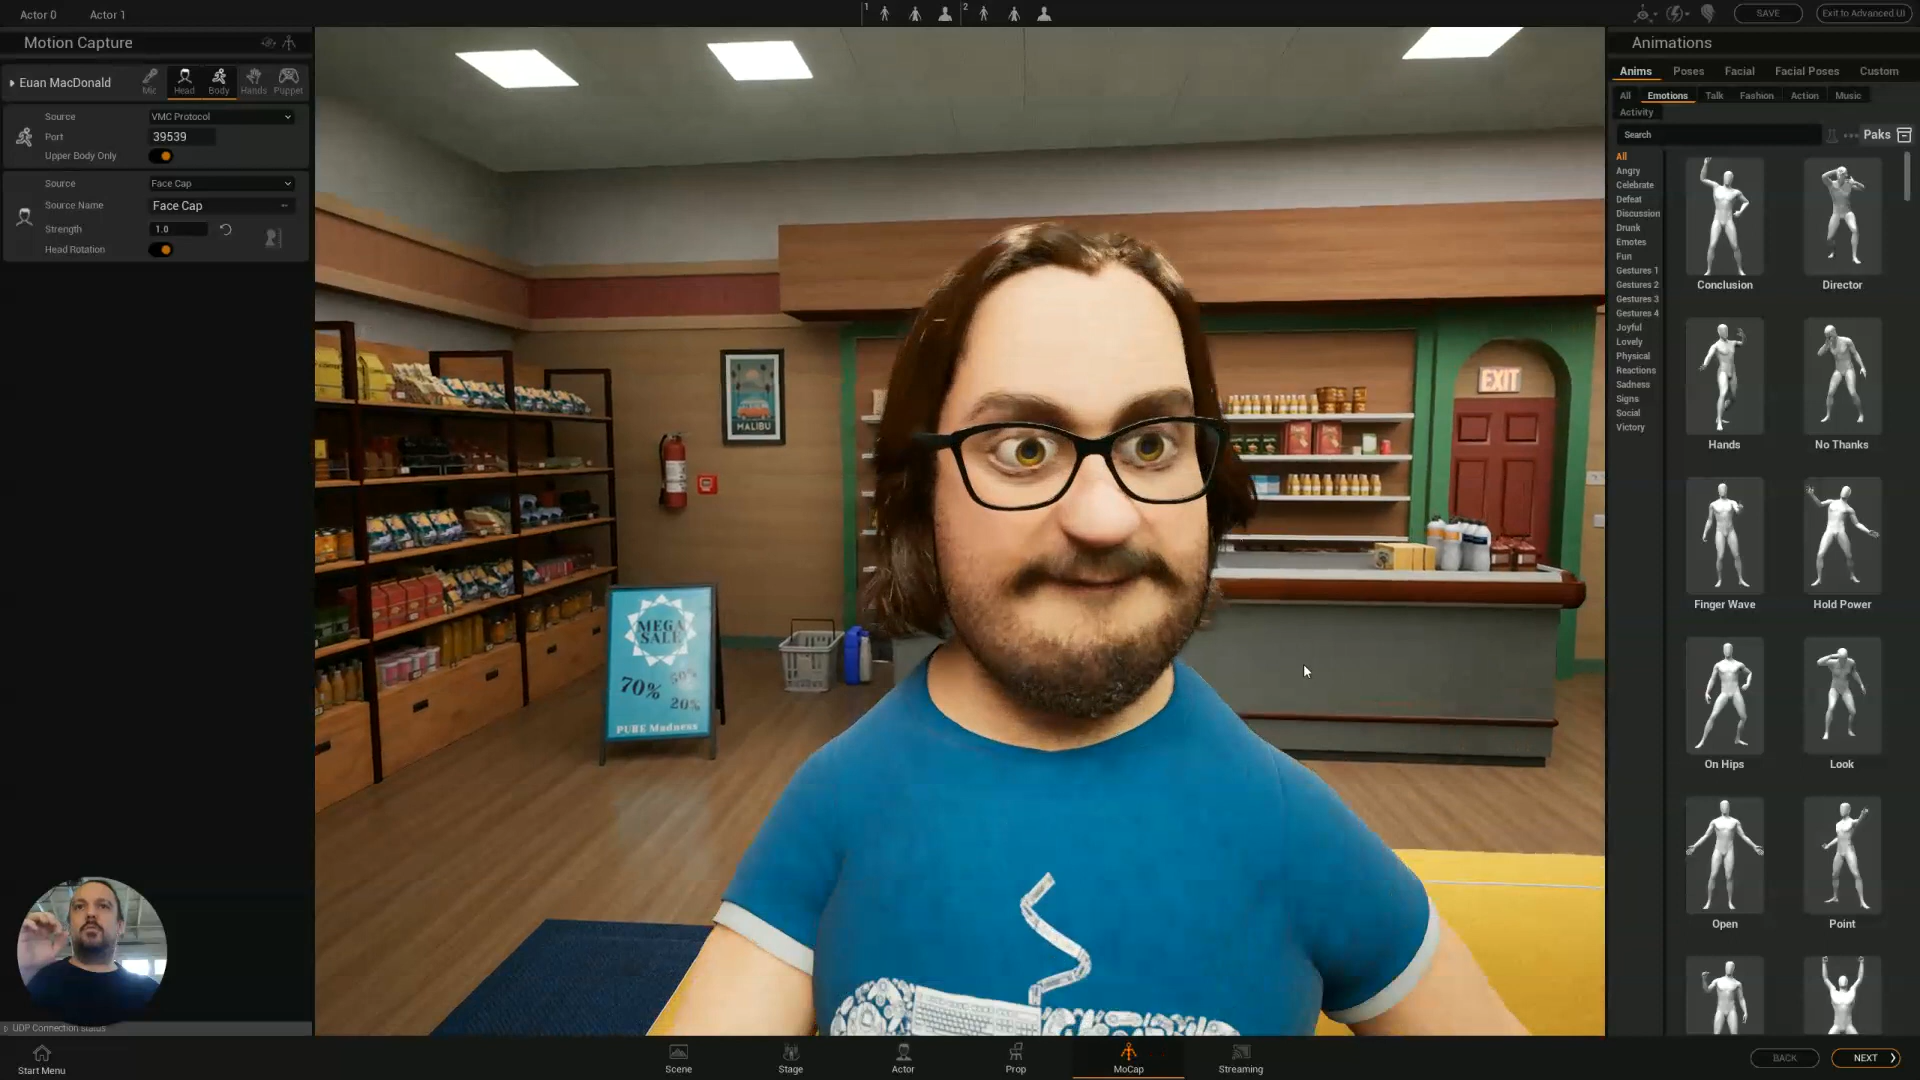 Actor 0
Actor 1
1
2
SAVE
Exit to Advanced UI
Motion Capture
Euan MacDonald
Mic
Head
Body
Hands
Puppet
Source
VMC Protocol
Port
39539
Upper Body Only
Source
Face Cap
Source Name
Face Cap
Strength
1.0
Head Rotation
UDP Connection status
MALIBU
EXIT
MEGA
SALE
70%
50%
20%
PURE Madness
Animations
Anims
Poses
Facial
Facial Poses
Custom
All
Emotions
Talk
Fashion
Action
Music
Activity
Search
Paks
All
Angry
Celebrate
Defeat
Discussion
Drunk
Emotes
Fun
Gestures 1
Gestures 2
Gestures 3
Gestures 4
Joyful
Lovely
Physical
Reactions
Sadness
Signs
Social
Victory
Conclusion
Director
Hands
No Thanks
Finger Wave
Hold Power
On Hips
Look
Open
Point
Start Menu
Scene
Stage
Actor
Prop
MoCap
Streaming
BACK
NEXT